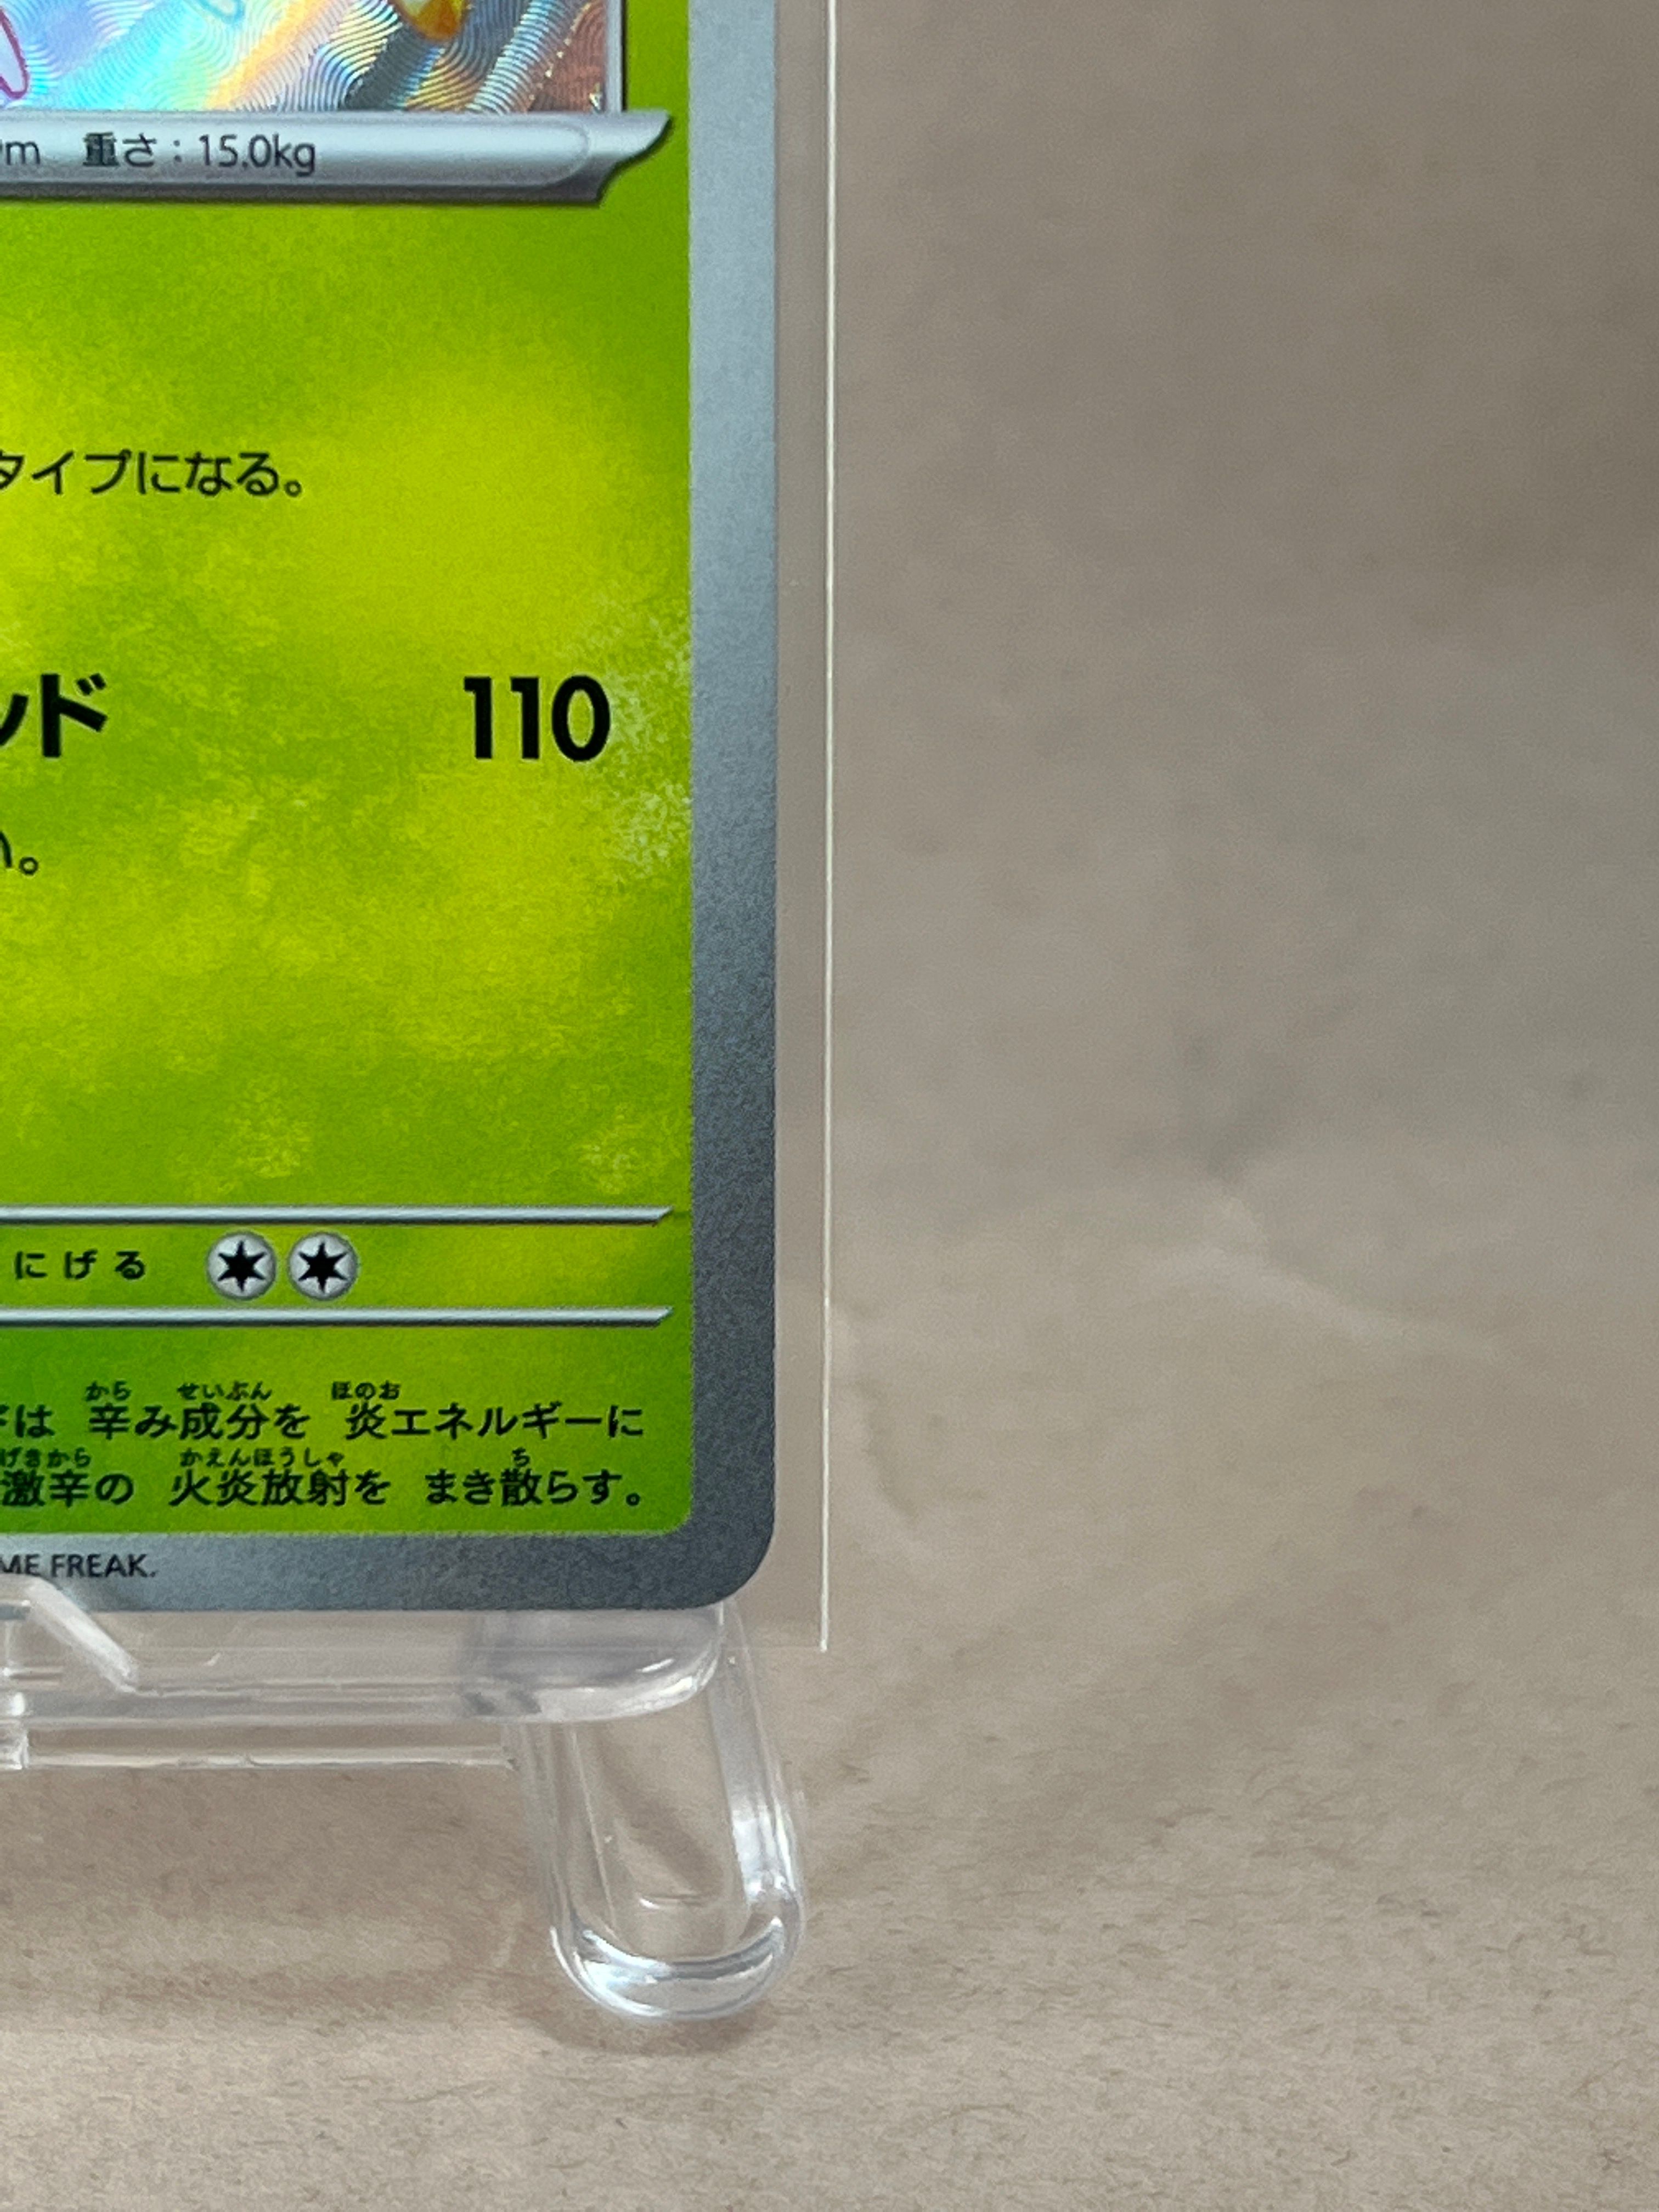 m 重さ：15.0kg
タイプになる。
ド 110
い。
にげる
から せいぶん ほのお
は 辛み成分を 炎エネルギーに
げきから かえんほうしゃ ち
激辛の 火炎放射を まき散らす。
ME FREAK.